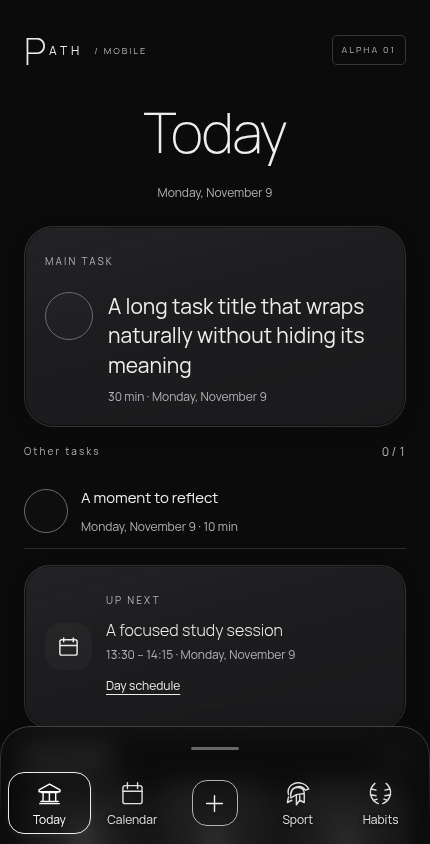 PATH / MOBILE
ALPHA 01
Today
Monday, November 9
MAIN TASK
A long task title that wraps
naturally without hiding its
meaning
30 min · Monday, November 9
Other tasks
0 / 1
A moment to reflect
Monday, November 9 · 10 min
UP NEXT
A focused study session
13:30 – 14:15 · Monday, November 9
Day schedule
Today
Calendar
Sport
Habits